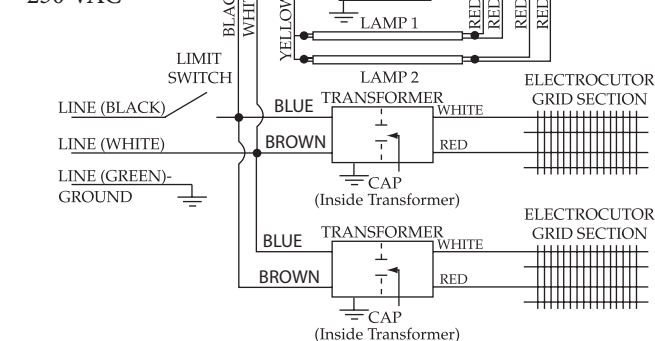 230 VAC
YELLOW
RED
RED
RED
RED
LAMP 1
LAMP 2
LIMIT
SWITCH
LINE (BLACK)
LINE (WHITE)
LINE (GREEN)-
GROUND
BLUE
BROWN
TRANSFORMER
WHITE
RED
CAP
(Inside Transformer)
ELECTROCUTOR
GRID SECTION
BLUE
BROWN
TRANSFORMER
WHITE
RED
CAP
(Inside Transformer)
ELECTROCUTOR
GRID SECTION